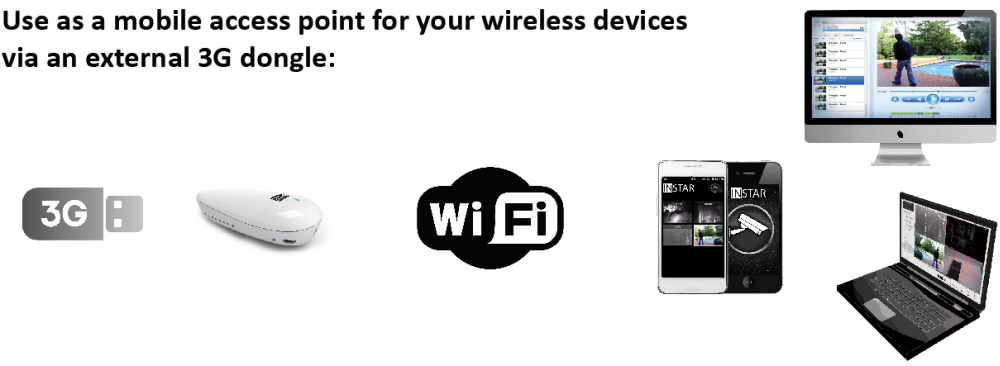 Use as a mobile access point for your wireless devices
via an external 3G dongle:
3G
Wi Fi
INSTAR
INSTAR